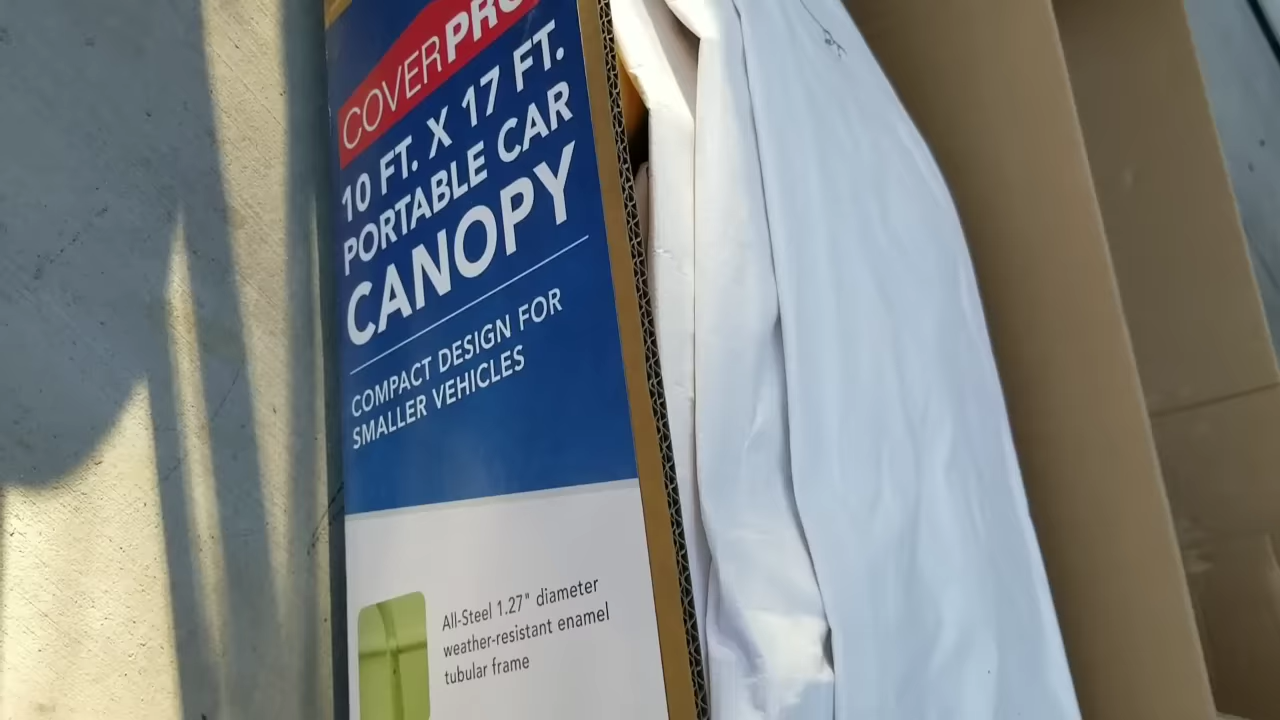 COVERPRO
10 FT. X 17 FT.
PORTABLE CAR
CANOPY
COMPACT DESIGN FOR
SMALLER VEHICLES
All-Steel 1.27" diameter
weather-resistant enamel
tubular frame